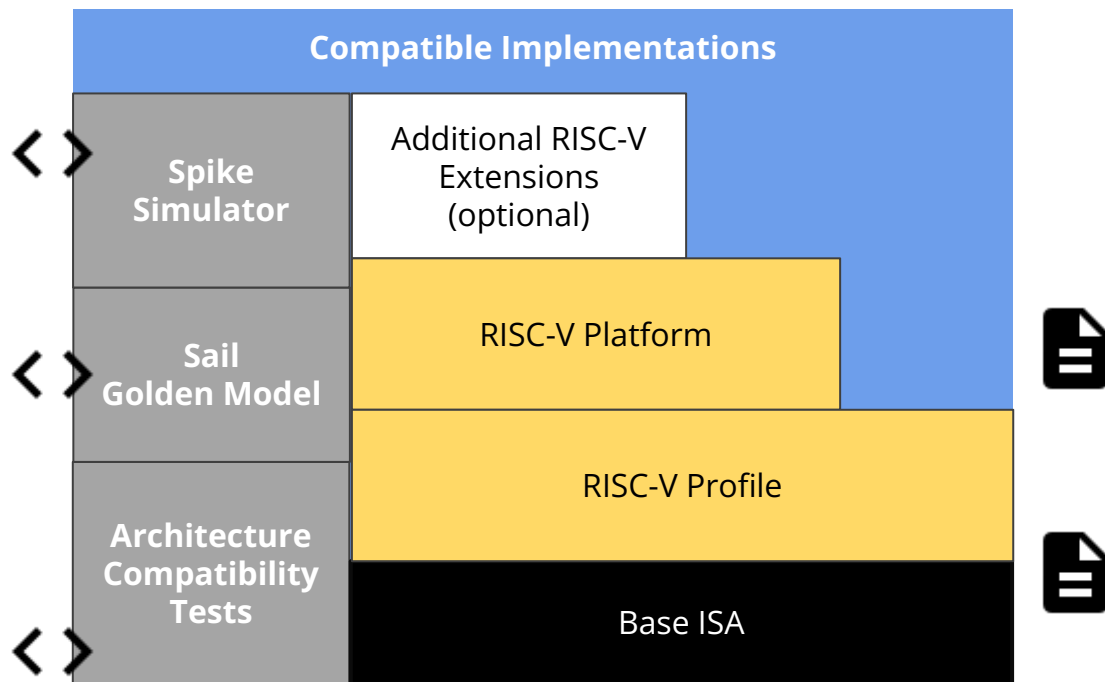 Compatible Implementations
Spike
Simulator
Additional RISC-V
Extensions
(optional)
Sail
Golden Model
RISC-V Platform
RISC-V Profile
Architecture
Compatibility
Tests
Base ISA